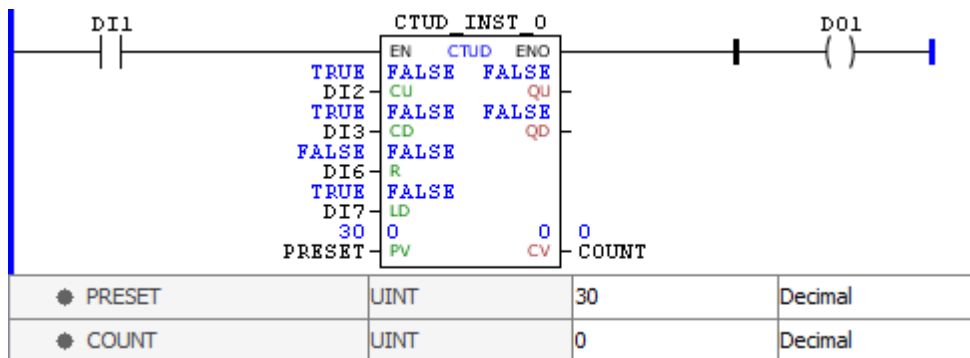 DI1 CTUD_INST_0 DO1
EN CTUD ENO
TRUE FALSE FALSE
DI2 CU QU
TRUE FALSE FALSE
DI3 CD QD
FALSE FALSE
DI6 R
TRUE FALSE
DI7 LD
30 0 0 0
PRESET PV CV COUNT
PRESET UINT 30 Decimal
COUNT UINT 0 Decimal